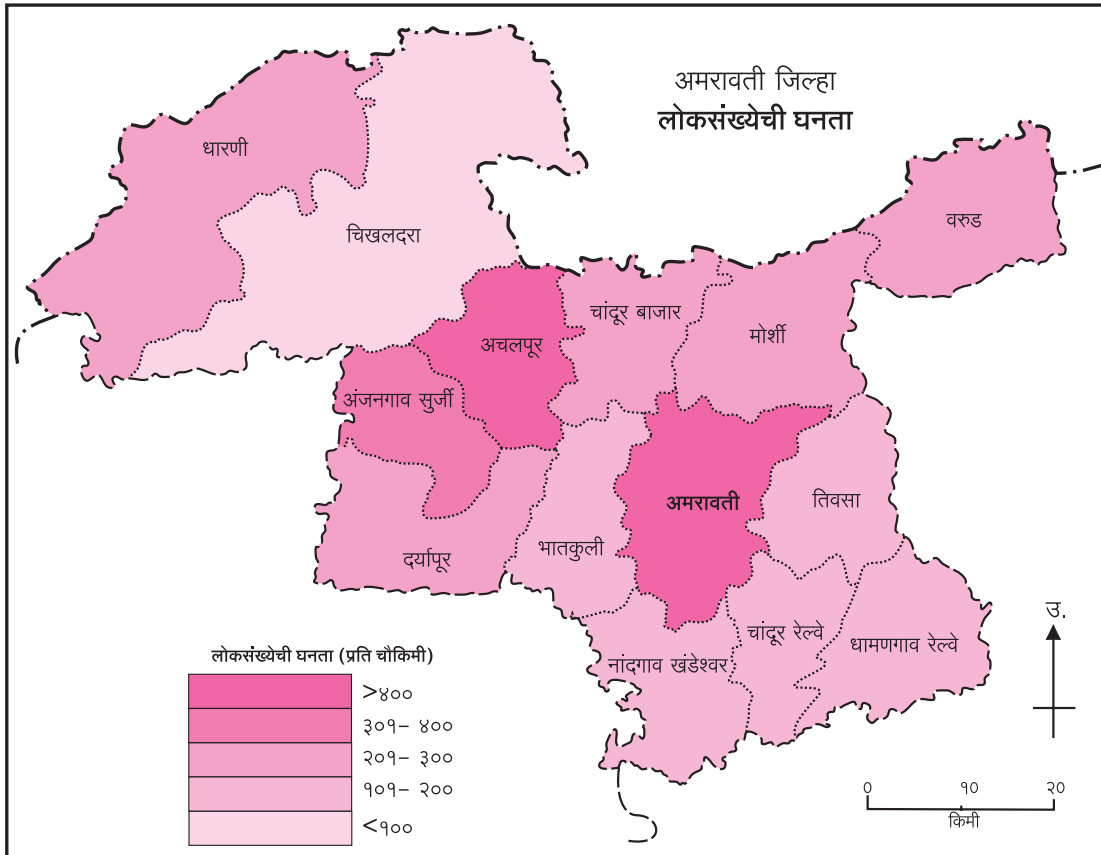 अमरावती जिल्हा
लोकसंख्येची घनता
धारणी
वरुड
चिखलदरा
चांदूर बाजार
मोर्शी
अचलपूर
अंजनगाव सुर्जी
अमरावती
तिवसा
भातकुली
दर्यापूर
उ.
चांदूर रेल्वे
धामणगाव रेल्वे
नांदगाव खंडेश्वर
लोकसंख्येची घनता (प्रति चौकिमी)
>४००
३०१- ४००
२०१- ३००
१०१- २००
<१००
० १० २०
किमी